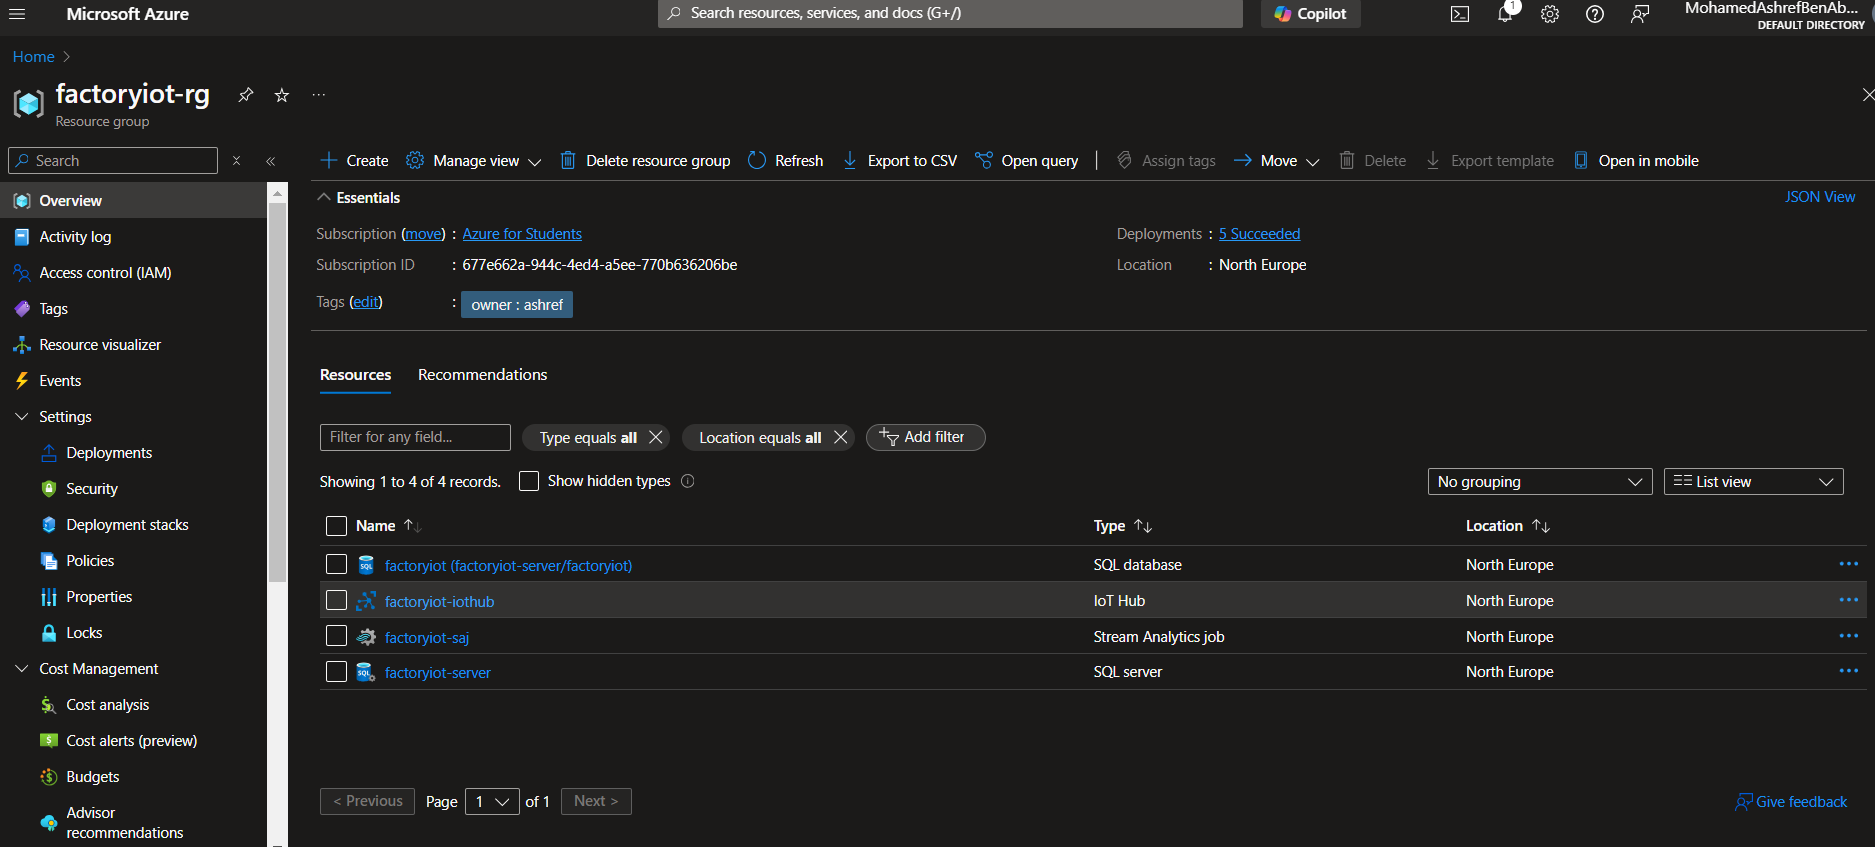 Microsoft Azure
Search resources, services, and docs (G+/)
Copilot
1
MohamedAshrefBenAb...
DEFAULT DIRECTORY
Home
factoryiot-rg
Resource group
Search
Create
Manage view
Delete resource group
Refresh
Export to CSV
Open query
Assign tags
Move
Delete
Export template
Open in mobile
Overview
Activity log
Access control (IAM)
Tags
Resource visualizer
Events
Settings
Deployments
Security
Deployment stacks
Policies
Properties
Locks
Cost Management
Cost analysis
Cost alerts (preview)
Budgets
Advisor
recommendations
Essentials
JSON View
Subscription (move) : Azure for Students
Deployments : 5 Succeeded
Subscription ID : 677e662a-944c-4ed4-a5ee-770b636206be
Location : North Europe
Tags (edit) : owner : ashref
Resources Recommendations
Filter for any field...
Type equals all
Location equals all
Add filter
Showing 1 to 4 of 4 records.
Show hidden types
No grouping
List view
Name Type Location
factoryiot (factoryiot-server/factoryiot) SQL database North Europe
factoryiot-iothub IoT Hub North Europe
factoryiot-saj Stream Analytics job North Europe
factoryiot-server SQL server North Europe
< Previous Page 1 of 1 Next >
Give feedback